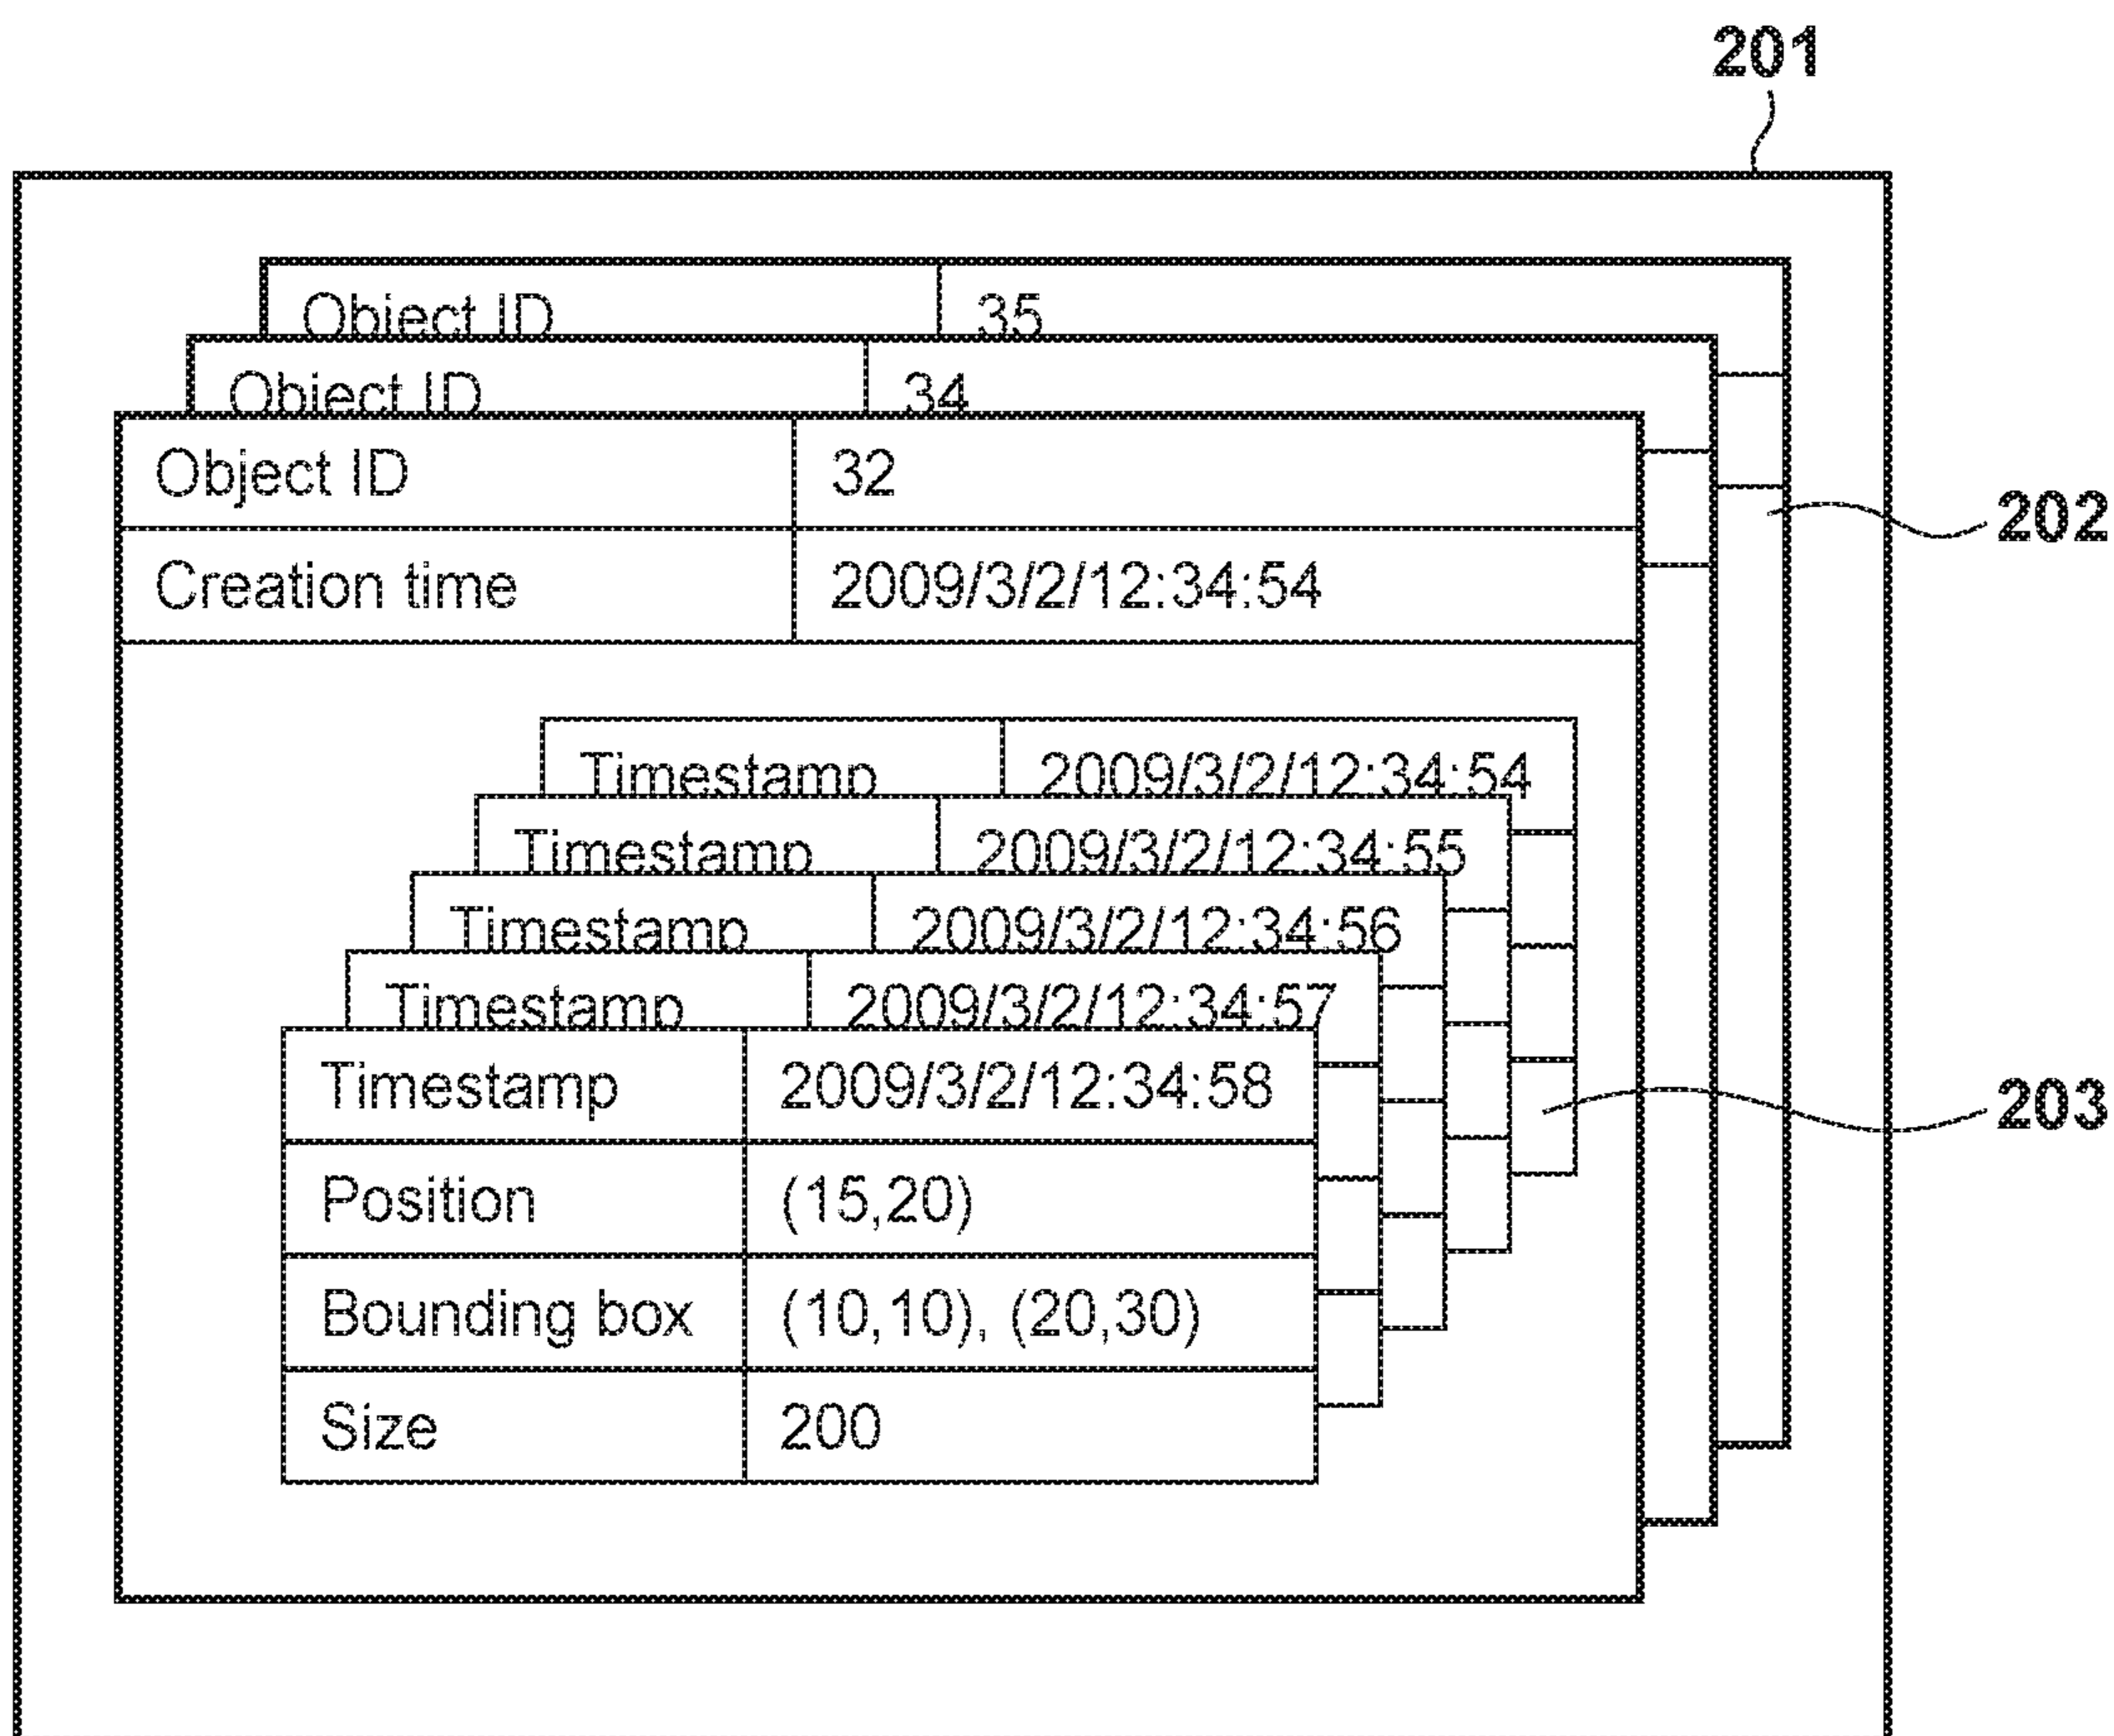 201
Object ID 35
Object ID 34
Object ID 32
202
Creation time 2009/3/2/12:34:54
Timestamp 2009/3/2/12:34:54
Timestamp 2009/3/2/12:34:55
Timestamp 2009/3/2/12:34:56
Timestamp 2009/3/2/12:34:57
Timestamp 2009/3/2/12:34:58
203
Position (15,20)
Bounding box (10,10), (20,30)
Size 200